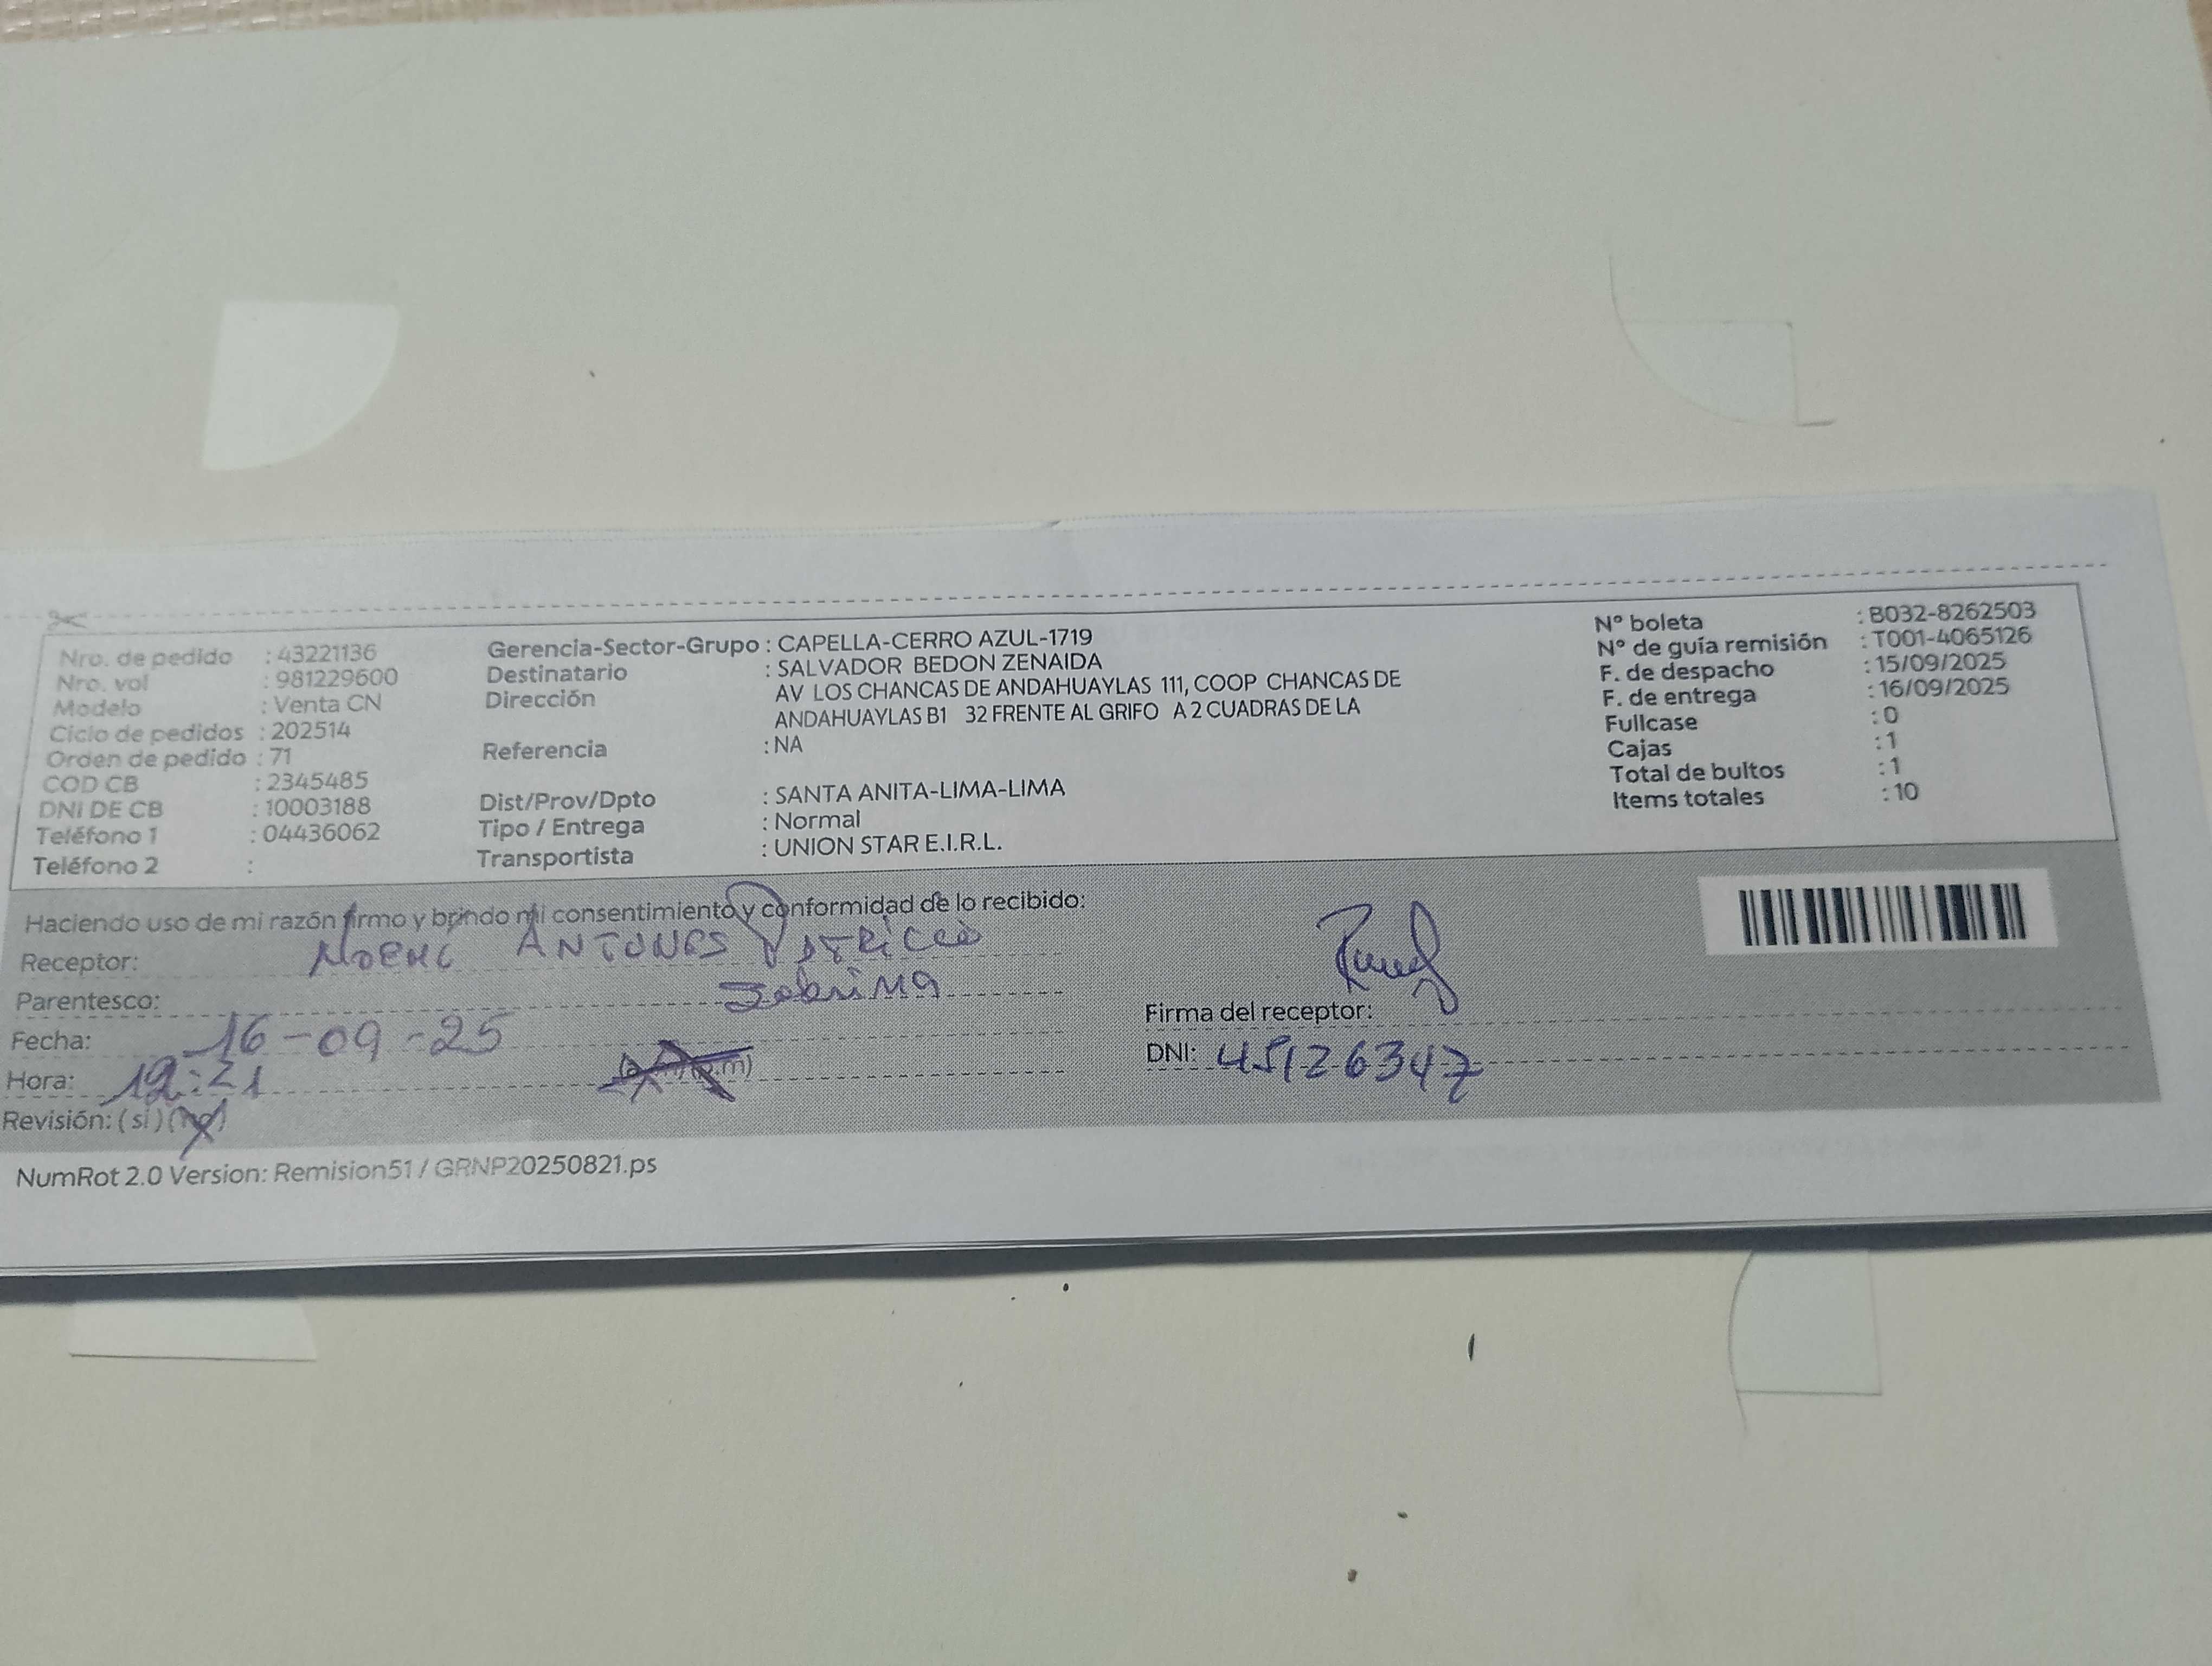 Nro. de pedido : 43221136
Nro. vol : 981229600
Modelo : Venta CN
Ciclo de pedidos : 202514
Orden de pedido : 71
COD CB : 2345485
DNI DE CB : 10003188
Teléfono 1 : 04436062
Teléfono 2 :
Gerencia-Sector-Grupo : CAPELLA-CERRO AZUL-1719
Destinatario : SALVADOR BEDON ZENAIDA
Dirección AV LOS CHANCAS DE ANDAHUAYLAS 111, COOP CHANCAS DE
ANDAHUAYLAS B1 32 FRENTE AL GRIFO A 2 CUADRAS DE LA
Referencia : NA
Dist/Prov/Dpto : SANTA ANITA-LIMA-LIMA
Tipo / Entrega : Normal
Transportista : UNION STAR E.I.R.L.
N° boleta : B032-8262503
N° de guía remisión : T001-4065126
F. de despacho : 15/09/2025
F. de entrega : 16/09/2025
Fullcase : 0
Cajas : 1
Total de bultos : 1
Items totales : 10
Haciendo uso de mi razón firmo y brindo mi consentimiento y conformidad de lo recibido:
Receptor: NOEMI
Parentesco: Sobrina
Fecha: 16-09-25
Hora: 12:21
Revisión: (si) (no)
Firma del receptor:
DNI: 45126347
NumRot 2.0 Version: Remision51 / GRNP20250821.ps